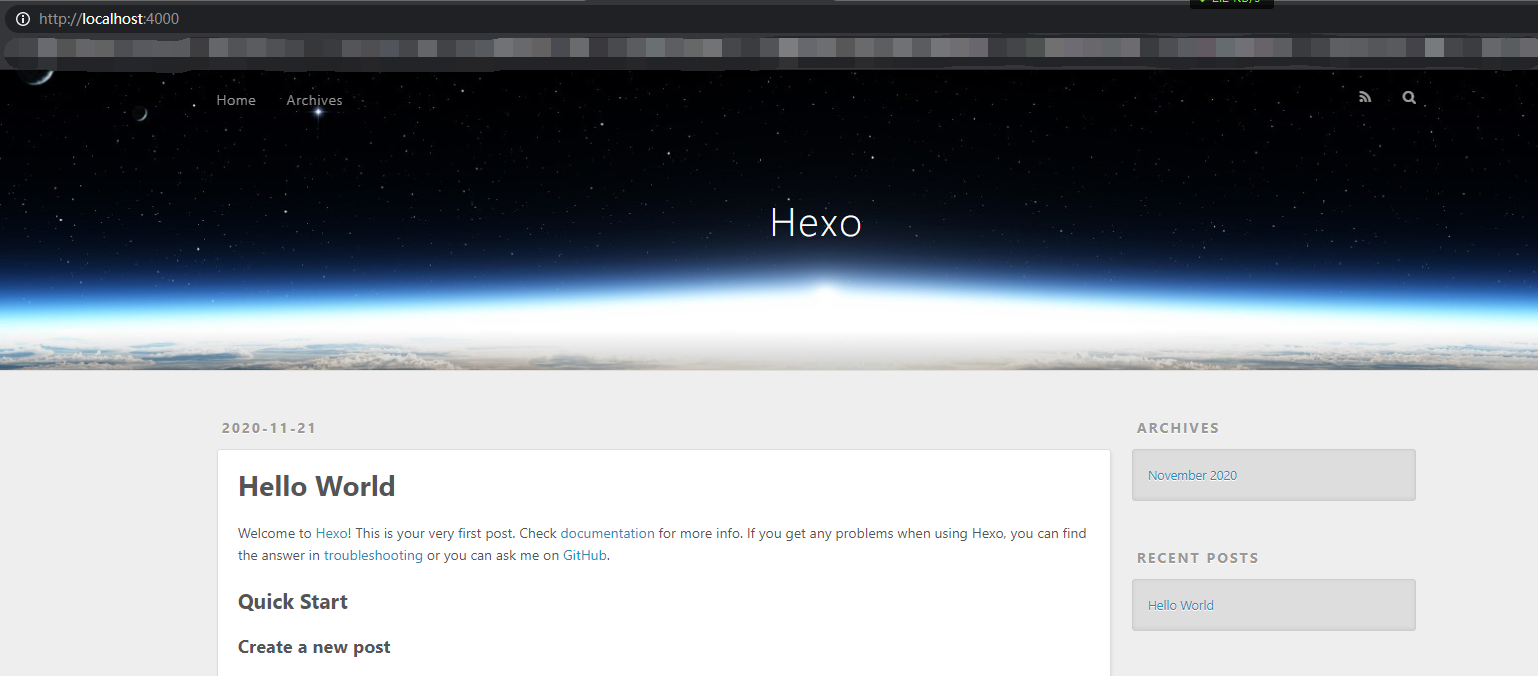 http://localhost:4000
Home Archives
Hexo
2020-11-21
Hello World
Welcome to Hexo! This is your very first post. Check documentation for more info. If you get any problems when using Hexo, you can find
the answer in troubleshooting or you can ask me on GitHub.
Quick Start
Create a new post
ARCHIVES
November 2020
RECENT POSTS
Hello World